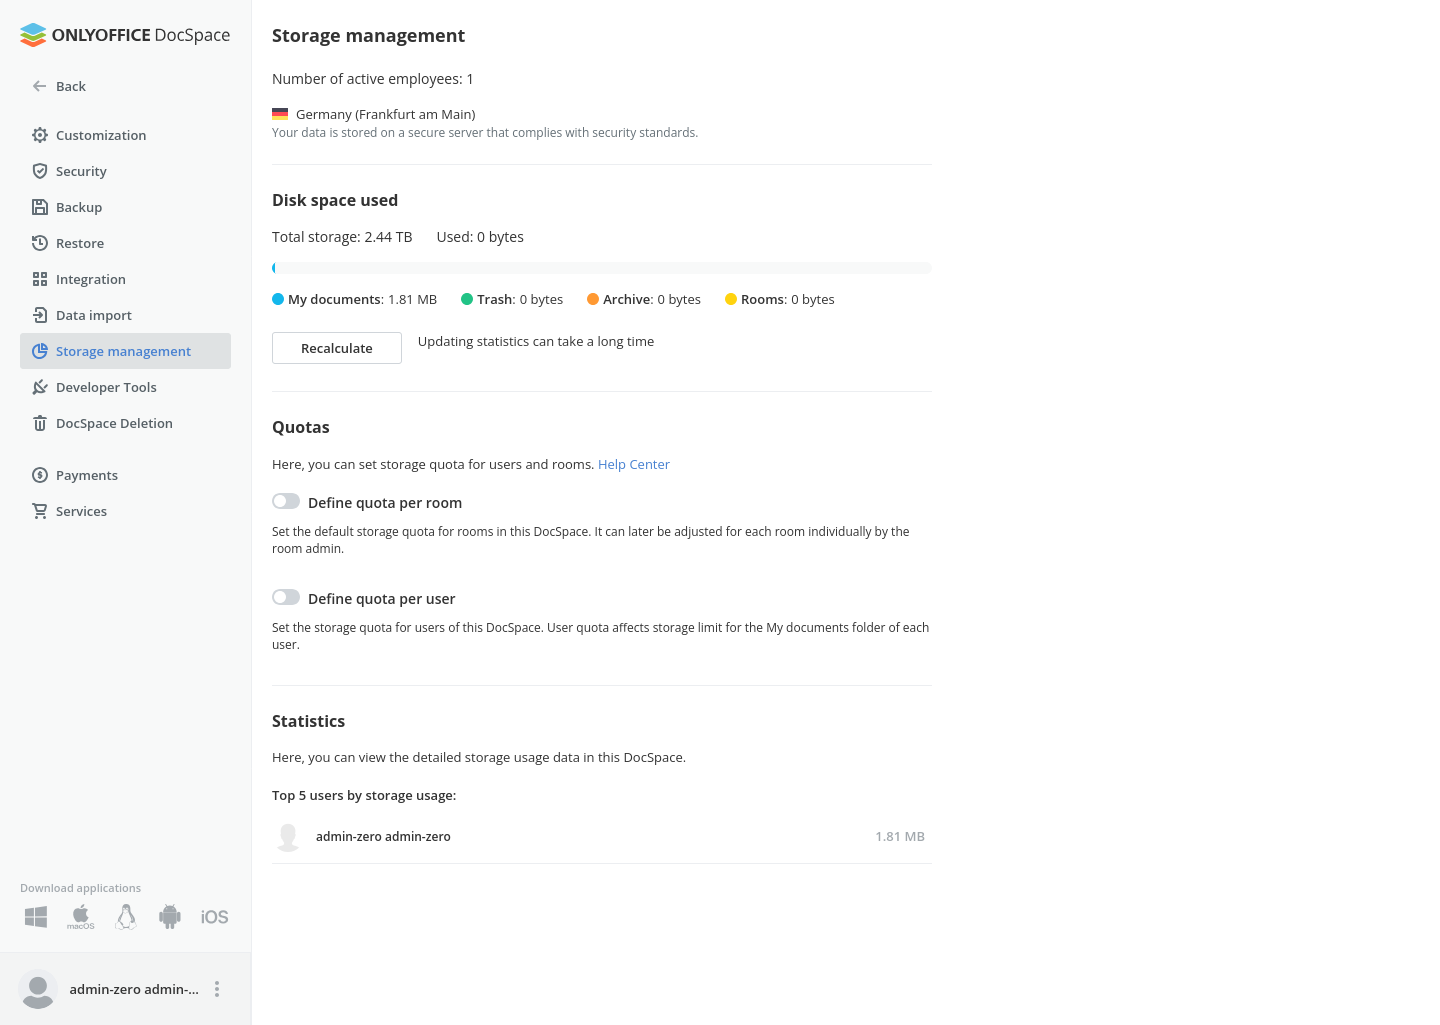 ONLYOFFICE DocSpace
Back
Customization
Security
Backup
Restore
Integration
Data import
Storage management
Developer Tools
DocSpace Deletion
Payments
Services
Download applications
macOS
iOS
admin-zero admin-...
Storage management
Number of active employees: 1
Germany (Frankfurt am Main)
Your data is stored on a secure server that complies with security standards.
Disk space used
Total storage: 2.44 TB Used: 0 bytes
My documents: 1.81 MB Trash: 0 bytes Archive: 0 bytes Rooms: 0 bytes
Recalculate Updating statistics can take a long time
Quotas
Here, you can set storage quota for users and rooms. Help Center
Define quota per room
Set the default storage quota for rooms in this DocSpace. It can later be adjusted for each room individually by the
room admin.
Define quota per user
Set the storage quota for users of this DocSpace. User quota affects storage limit for the My documents folder of each
user.
Statistics
Here, you can view the detailed storage usage data in this DocSpace.
Top 5 users by storage usage:
admin-zero admin-zero 1.81 MB